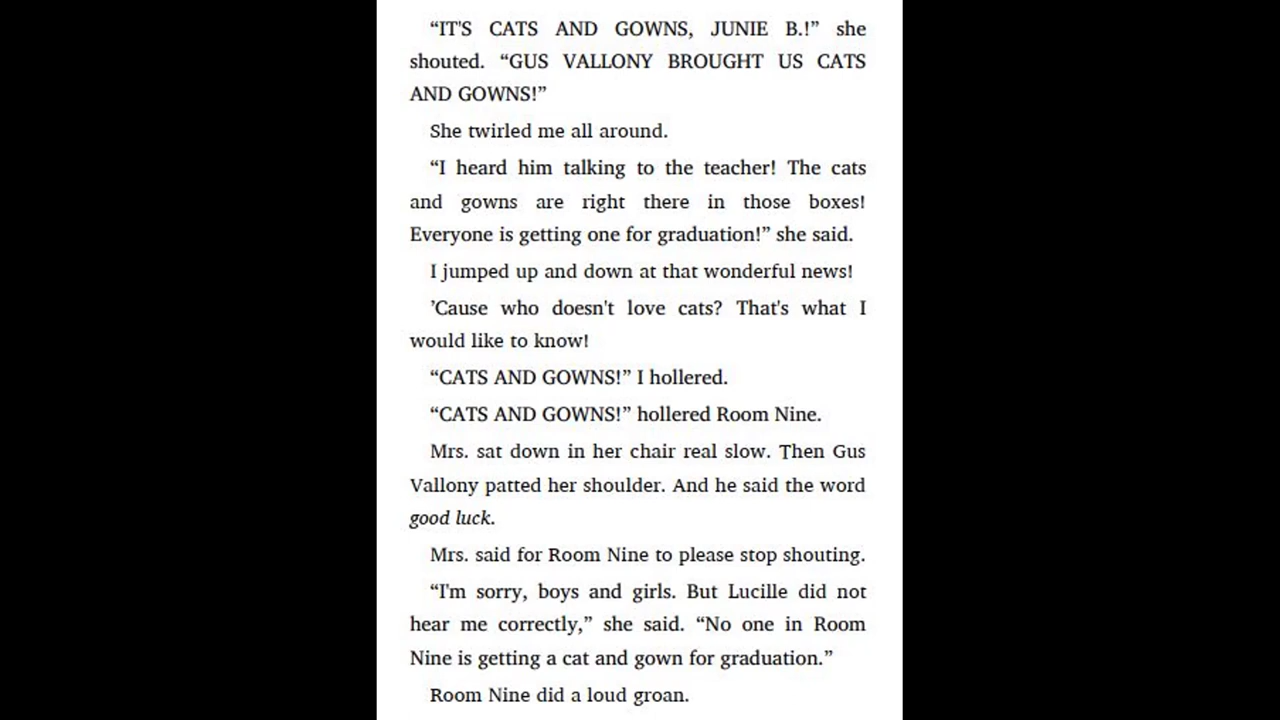 “IT'S CATS AND GOWNS, JUNIE B.!” she
shouted. “GUS VALLONY BROUGHT US CATS
AND GOWNS!”
She twirled me all around.
“I heard him talking to the teacher! The cats
and gowns are right there in those boxes!
Everyone is getting one for graduation!” she said.
I jumped up and down at that wonderful news!
’Cause who doesn't love cats? That's what I
would like to know!
“CATS AND GOWNS!” I hollered.
“CATS AND GOWNS!” hollered Room Nine.
Mrs. sat down in her chair real slow. Then Gus
Vallony patted her shoulder. And he said the word
good luck.
Mrs. said for Room Nine to please stop shouting.
“I'm sorry, boys and girls. But Lucille did not
hear me correctly,” she said. “No one in Room
Nine is getting a cat and gown for graduation.”
Room Nine did a loud groan.